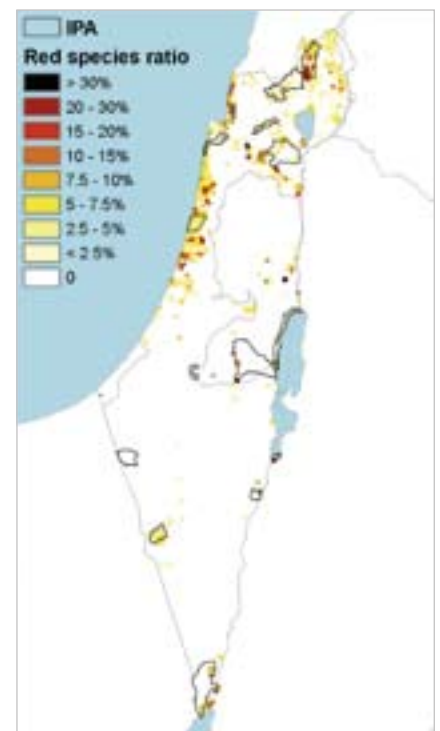 IPA
Red species ratio
> 30%
20 - 30%
15 - 20%
10 - 15%
7.5 - 10%
5 - 7.5%
2.5 - 5%
< 2.5%
0